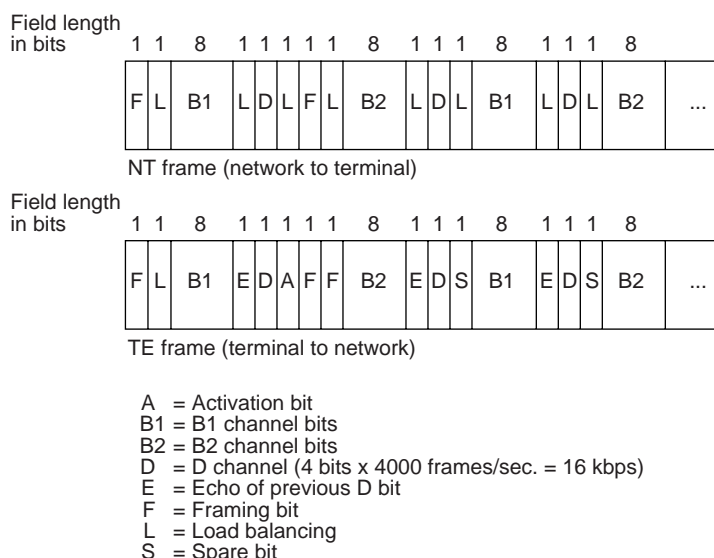 Field length
in bits 1 1 8 1 1 1 1 1 8 1 1 1 8 1 1 1 8
F L B1 L D L F L B2 L D L B1 L D L B2 ...
NT frame (network to terminal)
Field length
in bits 1 1 8 1 1 1 1 1 8 1 1 1 8 1 1 1 8
F L B1 E D A F F B2 E D S B1 E D S B2 ...
TE frame (terminal to network)
A = Activation bit
B1 = B1 channel bits
B2 = B2 channel bits
D = D channel (4 bits x 4000 frames/sec. = 16 kbps)
E = Echo of previous D bit
F = Framing bit
L = Load balancing
S = Spare bit